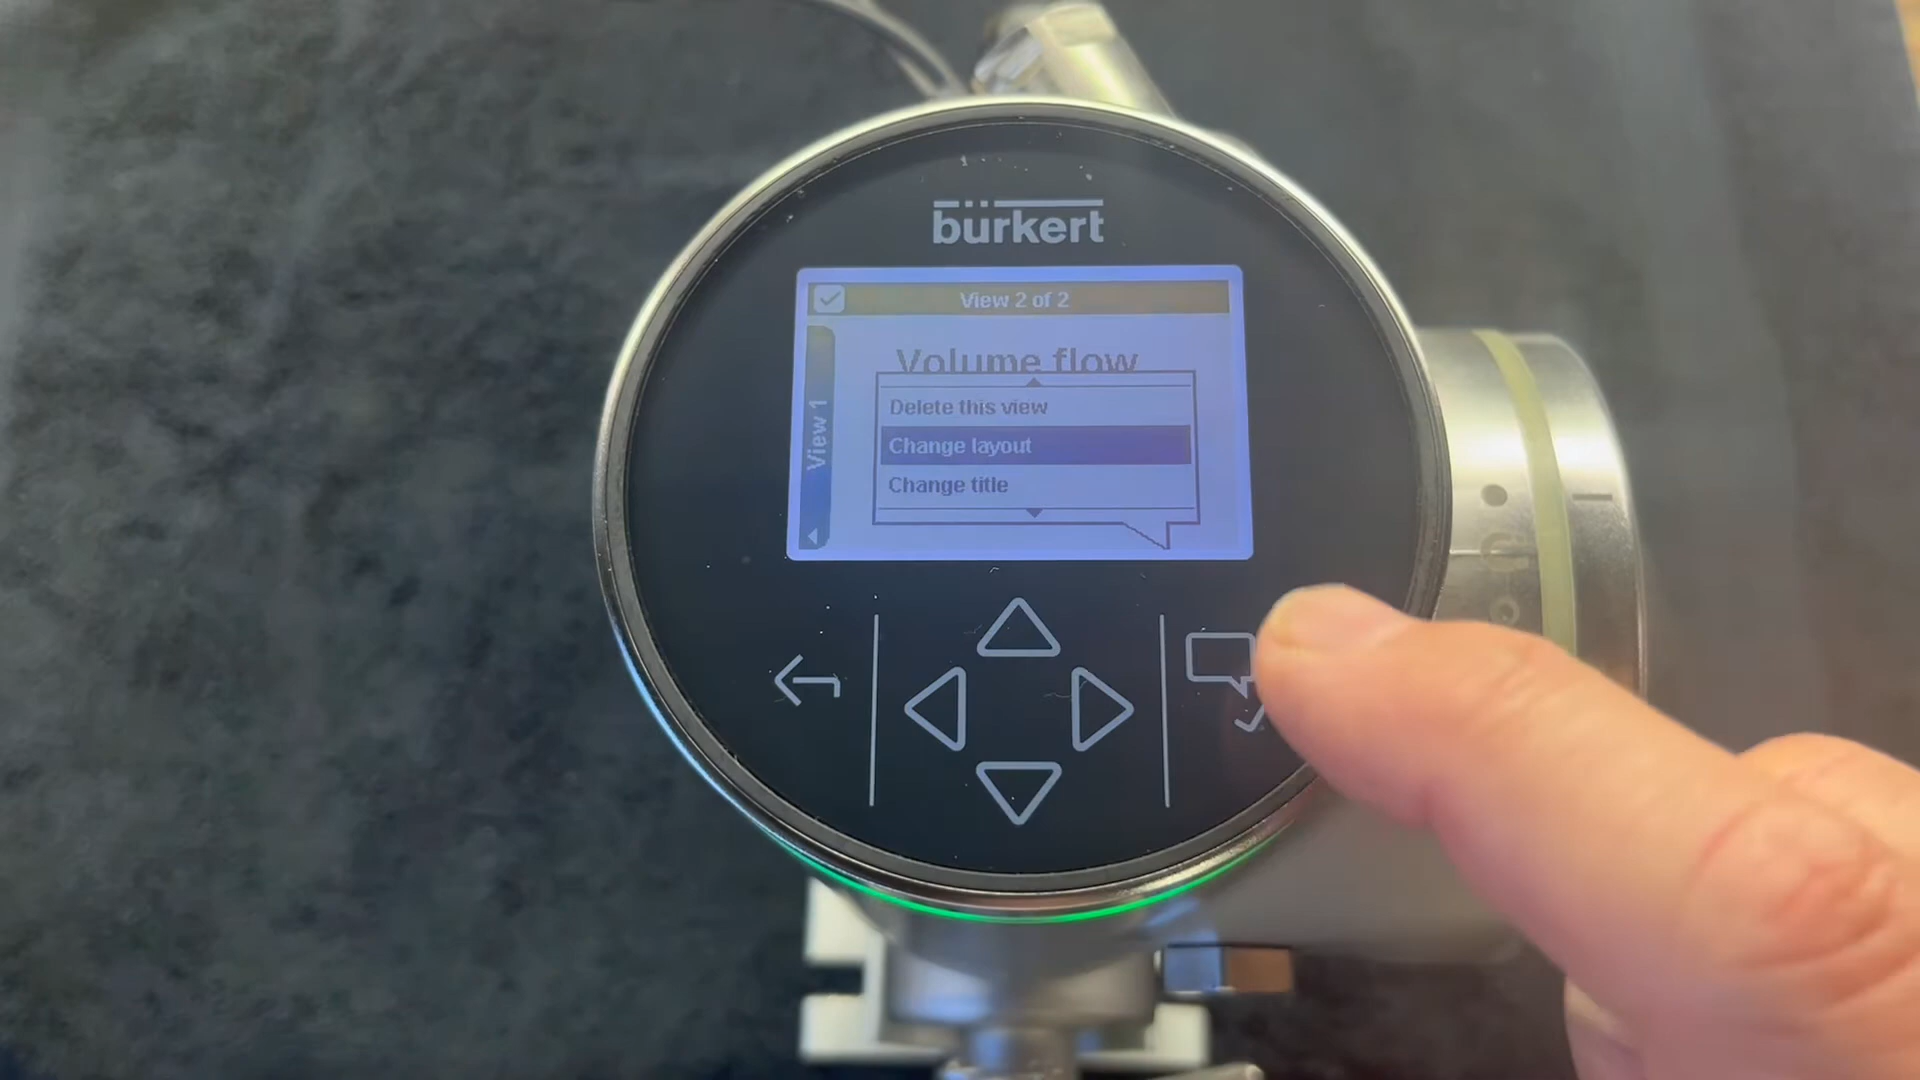 bürkert
View 2 of 2
View 1
Volume flow
Delete this view
Change layout
Change title